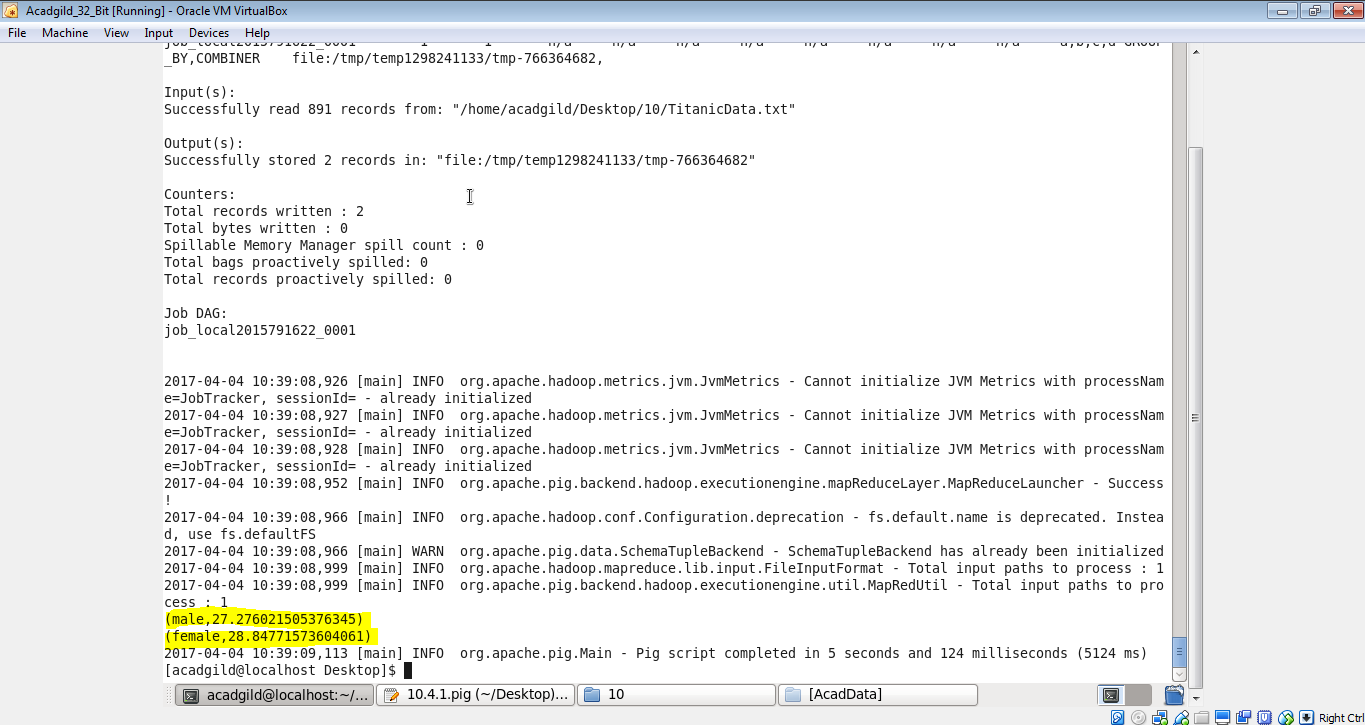 Acadgild_32_Bit [Running] - Oracle VM VirtualBox
File Machine View Input Devices Help
job_local2015791622_0001 1 1 n/a n/a n/a n/a n/a n/a n/a n/a a,b,c,d GROUP
_BY,COMBINER file:/tmp/temp1298241133/tmp-766364682,
Input(s):
Successfully read 891 records from: "/home/acadgild/Desktop/10/TitanicData.txt"
Output(s):
Successfully stored 2 records in: "file:/tmp/temp1298241133/tmp-766364682"
Counters:
Total records written : 2
Total bytes written : 0
Spillable Memory Manager spill count : 0
Total bags proactively spilled: 0
Total records proactively spilled: 0
Job DAG:
job_local2015791622_0001
2017-04-04 10:39:08,926 [main] INFO  org.apache.hadoop.metrics.jvm.JvmMetrics - Cannot initialize JVM Metrics with processNam
e=JobTracker, sessionId= - already initialized
2017-04-04 10:39:08,927 [main] INFO  org.apache.hadoop.metrics.jvm.JvmMetrics - Cannot initialize JVM Metrics with processNam
e=JobTracker, sessionId= - already initialized
2017-04-04 10:39:08,928 [main] INFO  org.apache.hadoop.metrics.jvm.JvmMetrics - Cannot initialize JVM Metrics with processNam
e=JobTracker, sessionId= - already initialized
2017-04-04 10:39:08,952 [main] INFO  org.apache.pig.backend.hadoop.executionengine.mapReduceLayer.MapReduceLauncher - Success
!
2017-04-04 10:39:08,966 [main] INFO  org.apache.hadoop.conf.Configuration.deprecation - fs.default.name is deprecated. Instea
d, use fs.defaultFS
2017-04-04 10:39:08,966 [main] WARN  org.apache.pig.data.SchemaTupleBackend - SchemaTupleBackend has already been initialized
2017-04-04 10:39:08,999 [main] INFO  org.apache.hadoop.mapreduce.lib.input.FileInputFormat - Total input paths to process : 1
2017-04-04 10:39:08,999 [main] INFO  org.apache.pig.backend.hadoop.executionengine.util.MapRedUtil - Total input paths to pro
cess : 1
(male,27.276021505376345)
(female,28.84771573604061)
2017-04-04 10:39:09,113 [main] INFO  org.apache.pig.Main - Pig script completed in 5 seconds and 124 milliseconds (5124 ms)
[acadgild@localhost Desktop]$
acadgild@localhost:~/... 10.4.1.pig (~/Desktop)... 10 [AcadData]
Right Ctrl